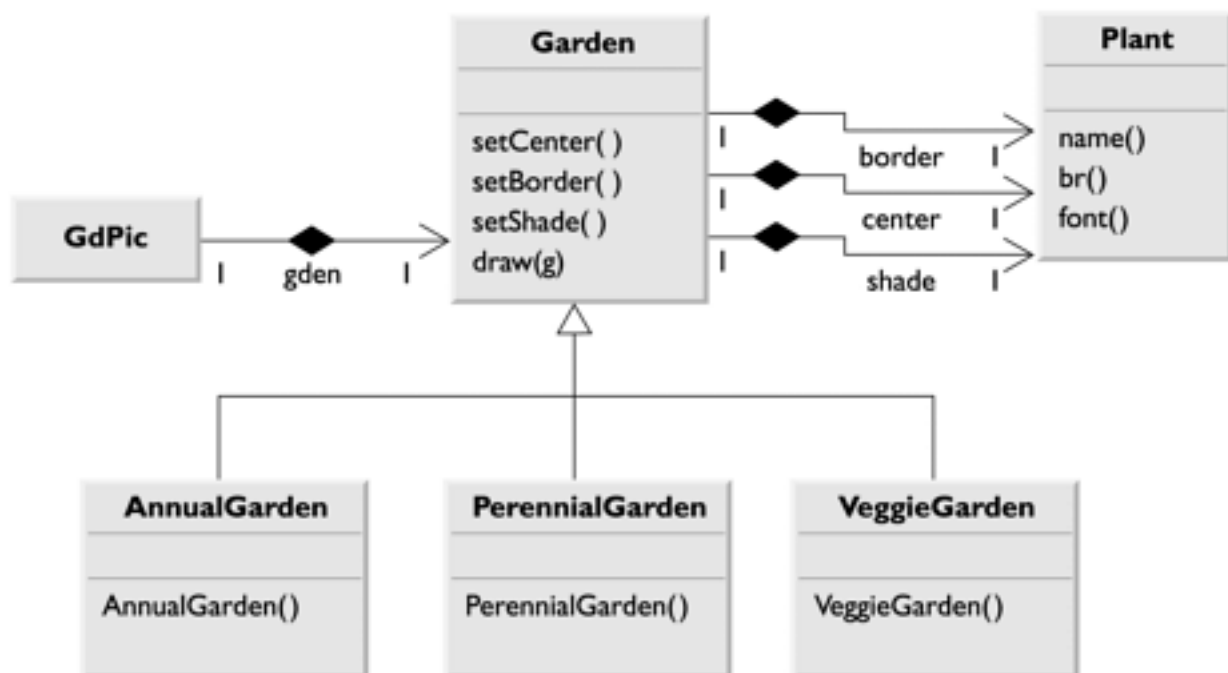 Garden
setCenter( )
setBorder( )
setShade( )
draw(g)
Plant
name()
br()
font()
GdPic
1 gden 1
1 border 1
1 center 1
1 shade 1
AnnualGarden
AnnualGarden()
PerennialGarden
PerennialGarden()
VeggieGarden
VeggieGarden()